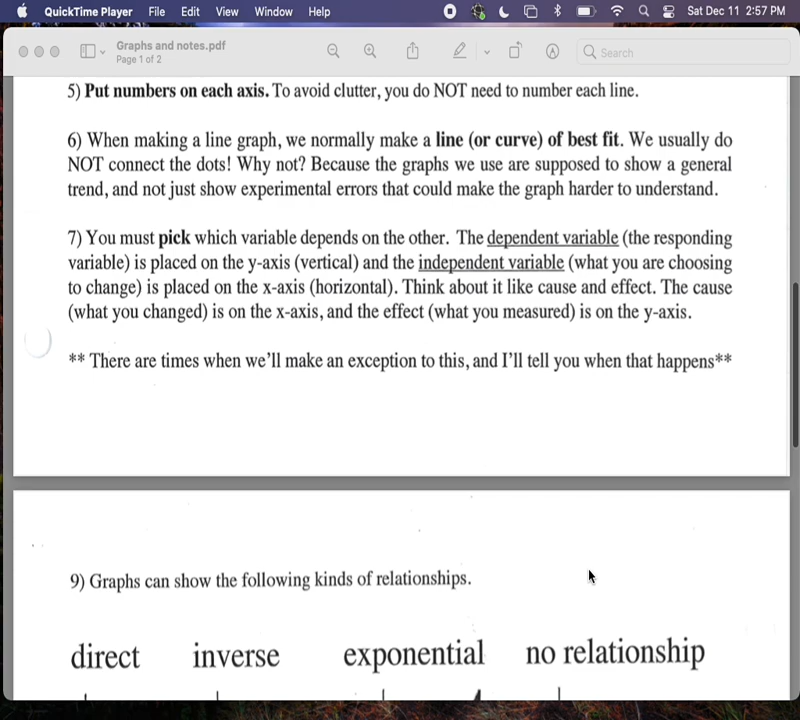 QuickTime Player File Edit View Window Help Sat Dec 11 2:57 PM
Graphs and notes.pdf
Page 1 of 2
Search
5) Put numbers on each axis. To avoid clutter, you do NOT need to number each line.
6) When making a line graph, we normally make a line (or curve) of best fit. We usually do
NOT connect the dots! Why not? Because the graphs we use are supposed to show a general
trend, and not just show experimental errors that could make the graph harder to understand.
7) You must pick which variable depends on the other. The dependent variable (the responding
variable) is placed on the y-axis (vertical) and the independent variable (what you are choosing
to change) is placed on the x-axis (horizontal). Think about it like cause and effect. The cause
(what you changed) is on the x-axis, and the effect (what you measured) is on the y-axis.
** There are times when we'll make an exception to this, and I'll tell you when that happens**
9) Graphs can show the following kinds of relationships.
direct inverse exponential no relationship